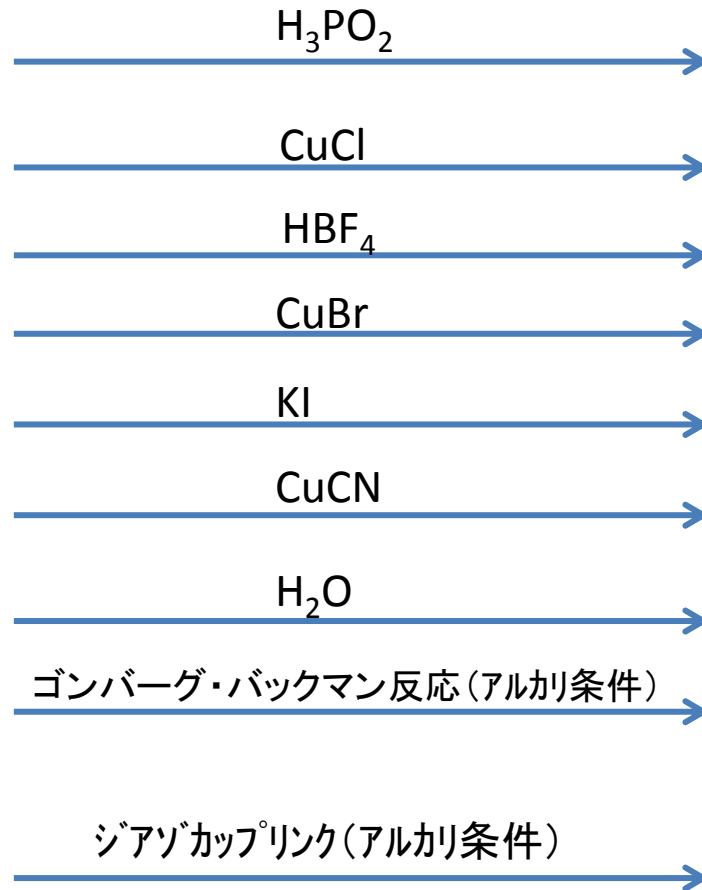 H₃PO₂
CuCl
HBF₄
CuBr
KI
CuCN
H₂O
ゴンバーグ・バックマン反応(アルカリ条件)
ジアゾカップリンク(アルカリ条件)